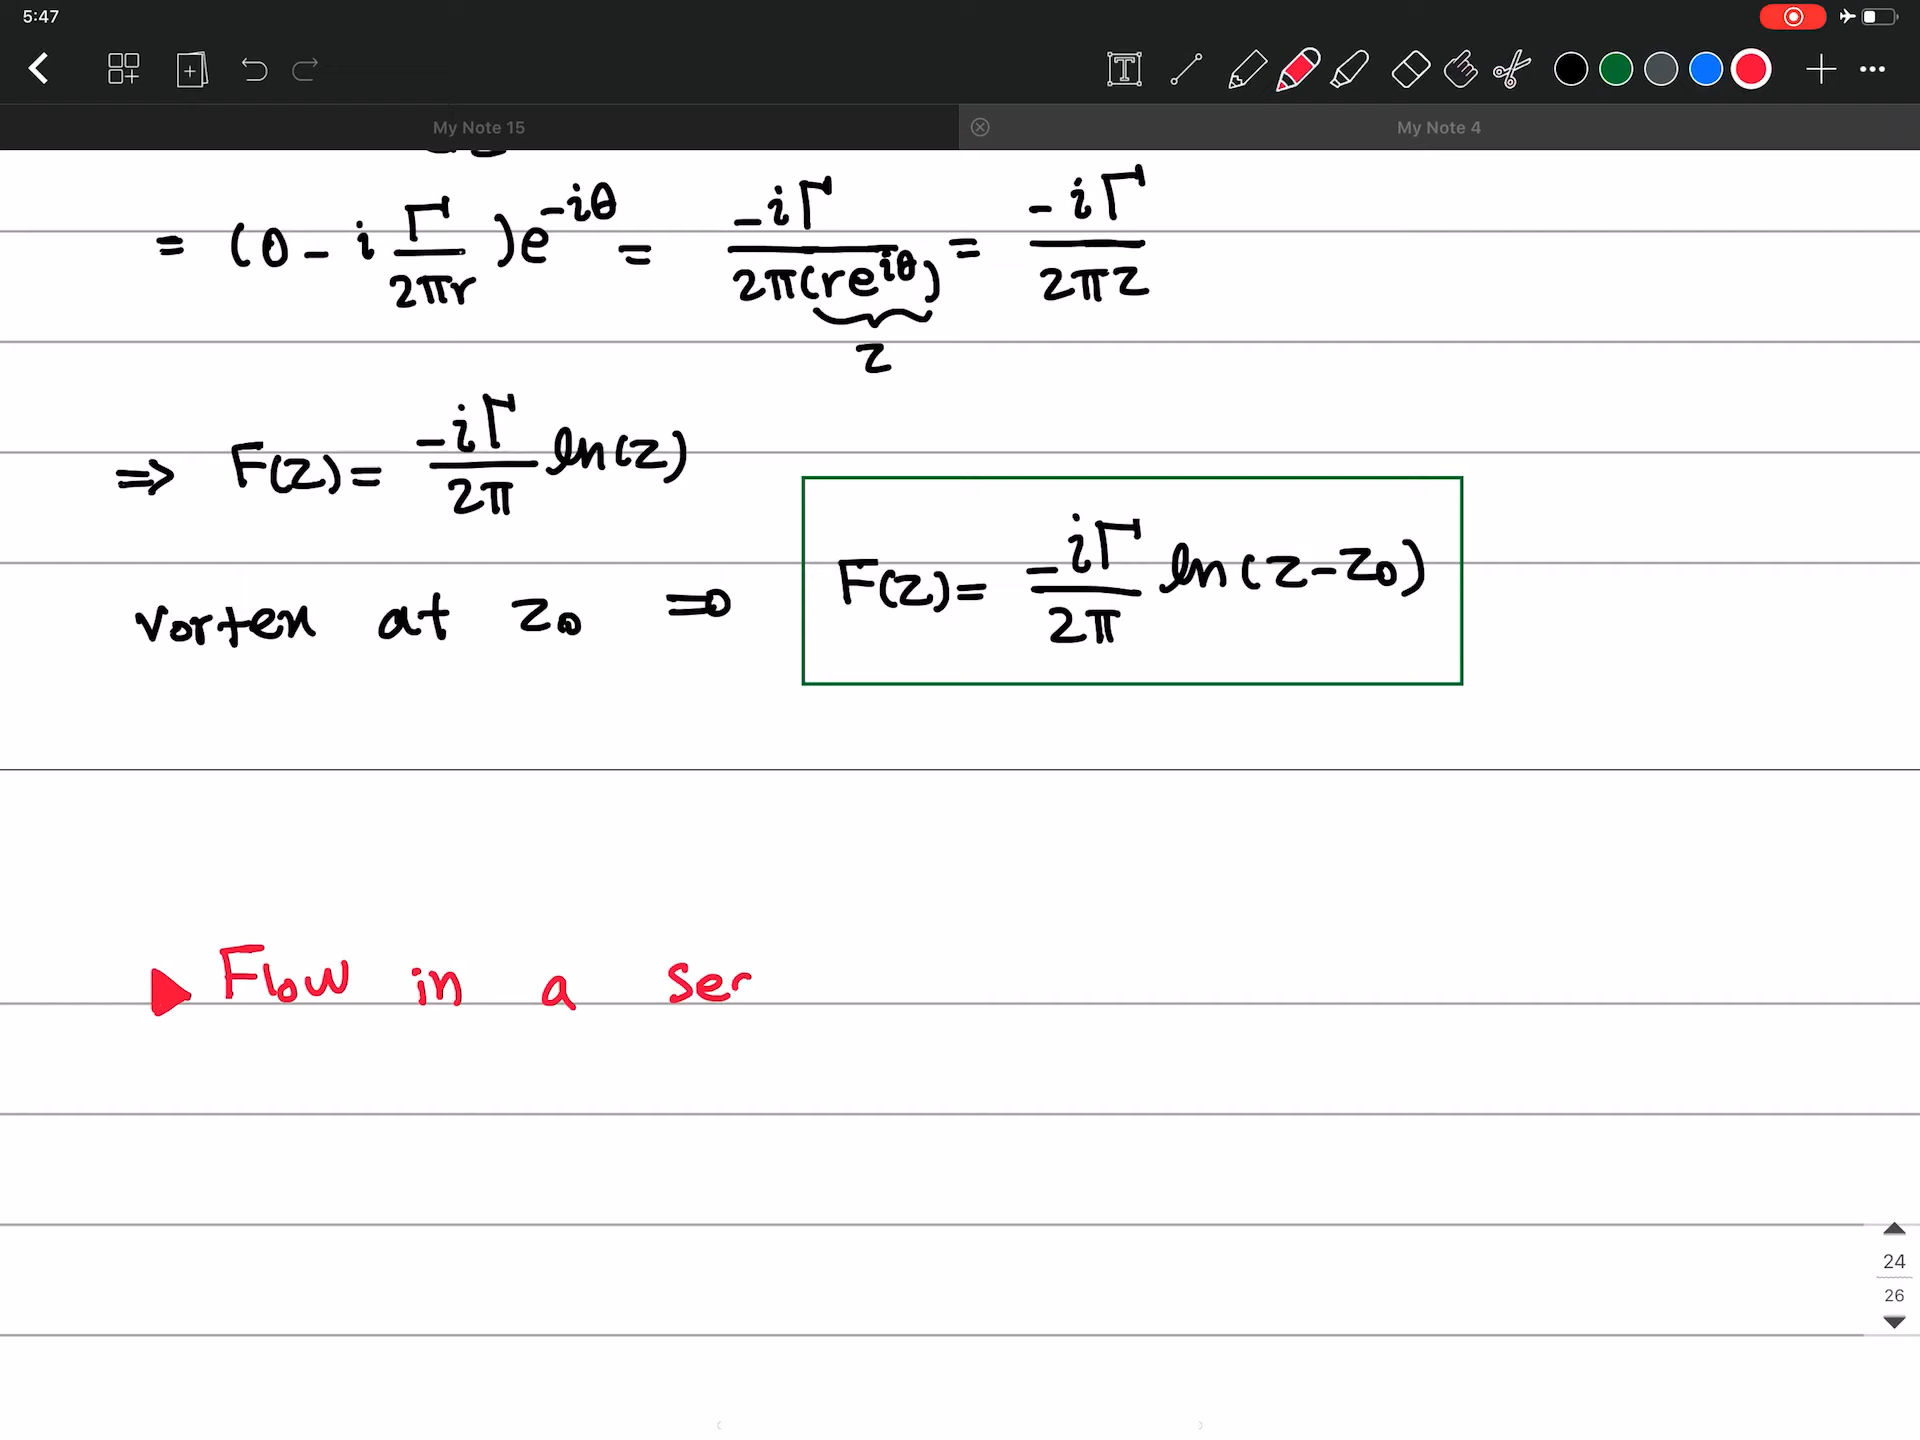 5:47
My Note 15
My Note 4
= (0 - i Γ/2πr) e^-iθ = -iΓ/2π(re^iθ) = -iΓ/2πz
z
⇒ F(z) = -iΓ/2π ln(z)
vortex at z₀ ⇒ F(z) = -iΓ/2π ln(z-z₀)
▶ Flow in a ser
24
26